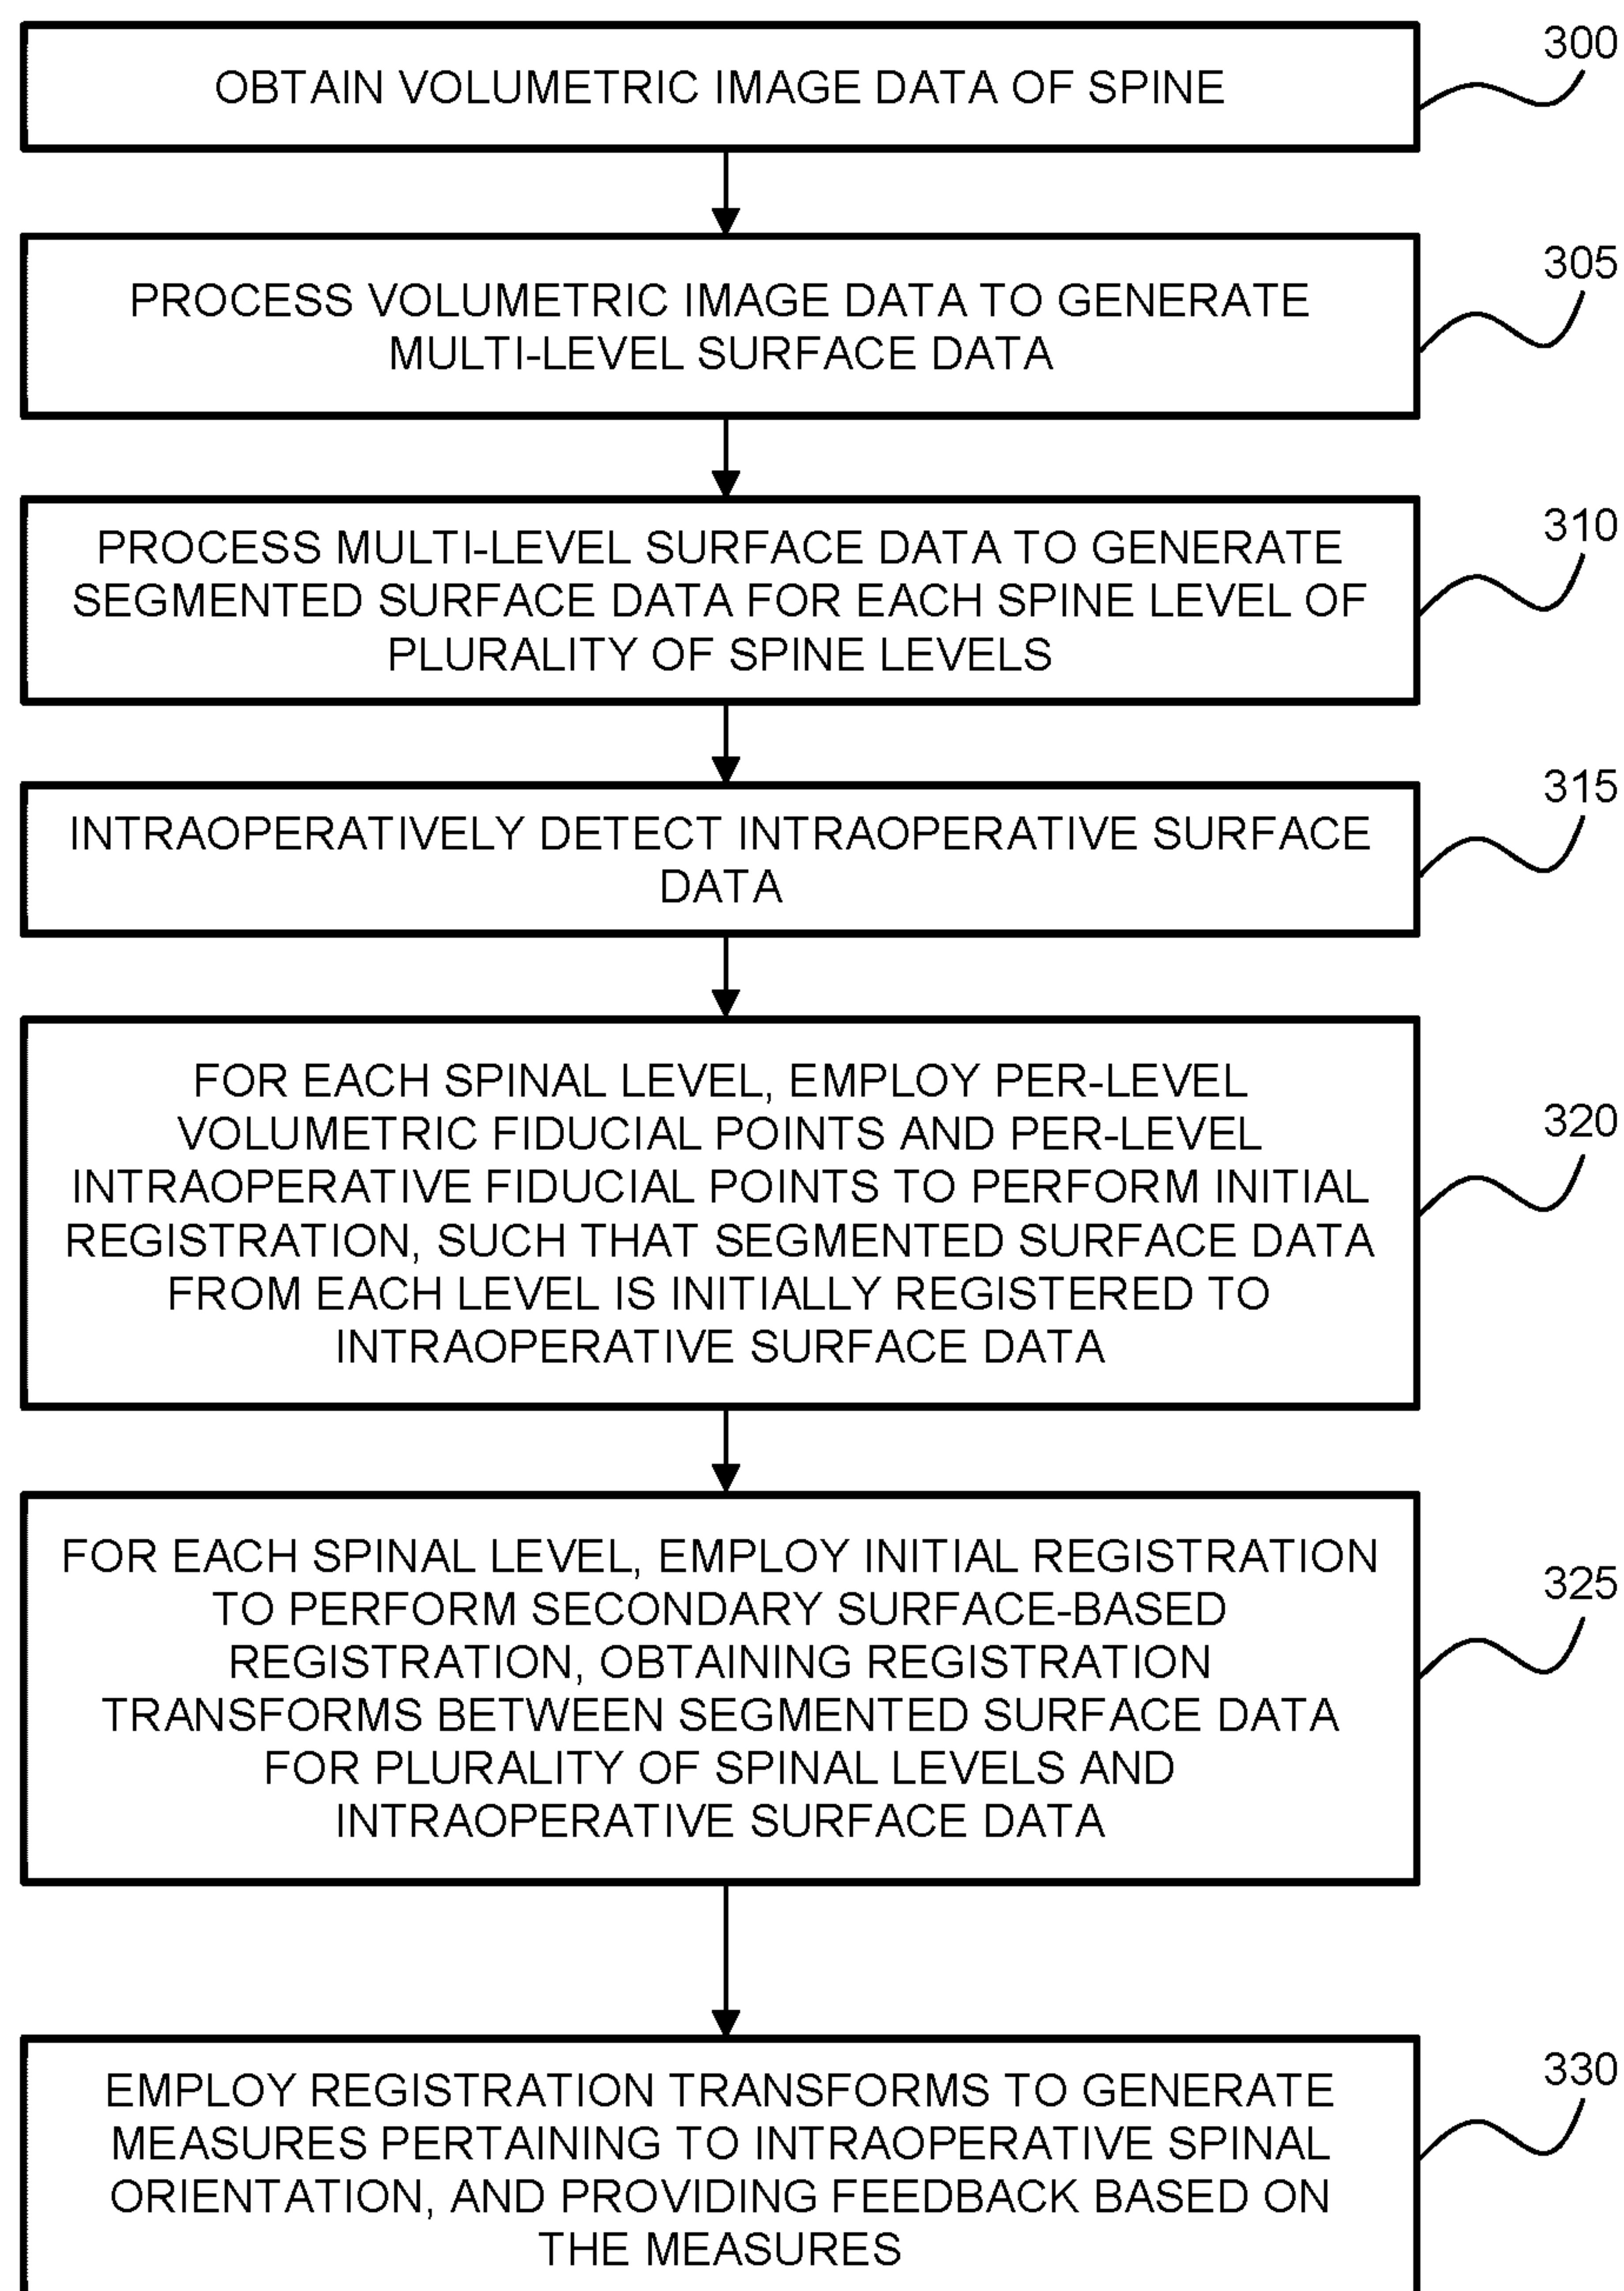 OBTAIN VOLUMETRIC IMAGE DATA OF SPINE
300
PROCESS VOLUMETRIC IMAGE DATA TO GENERATE
MULTI-LEVEL SURFACE DATA
305
PROCESS MULTI-LEVEL SURFACE DATA TO GENERATE
SEGMENTED SURFACE DATA FOR EACH SPINE LEVEL OF
PLURALITY OF SPINE LEVELS
310
INTRAOPERATIVELY DETECT INTRAOPERATIVE SURFACE
DATA
315
FOR EACH SPINAL LEVEL, EMPLOY PER-LEVEL
VOLUMETRIC FIDUCIAL POINTS AND PER-LEVEL
INTRAOPERATIVE FIDUCIAL POINTS TO PERFORM INITIAL
REGISTRATION, SUCH THAT SEGMENTED SURFACE DATA
FROM EACH LEVEL IS INITIALLY REGISTERED TO
INTRAOPERATIVE SURFACE DATA
320
FOR EACH SPINAL LEVEL, EMPLOY INITIAL REGISTRATION
TO PERFORM SECONDARY SURFACE-BASED
REGISTRATION, OBTAINING REGISTRATION
TRANSFORMS BETWEEN SEGMENTED SURFACE DATA
FOR PLURALITY OF SPINAL LEVELS AND
INTRAOPERATIVE SURFACE DATA
325
EMPLOY REGISTRATION TRANSFORMS TO GENERATE
MEASURES PERTAINING TO INTRAOPERATIVE SPINAL
ORIENTATION, AND PROVIDING FEEDBACK BASED ON
THE MEASURES
330